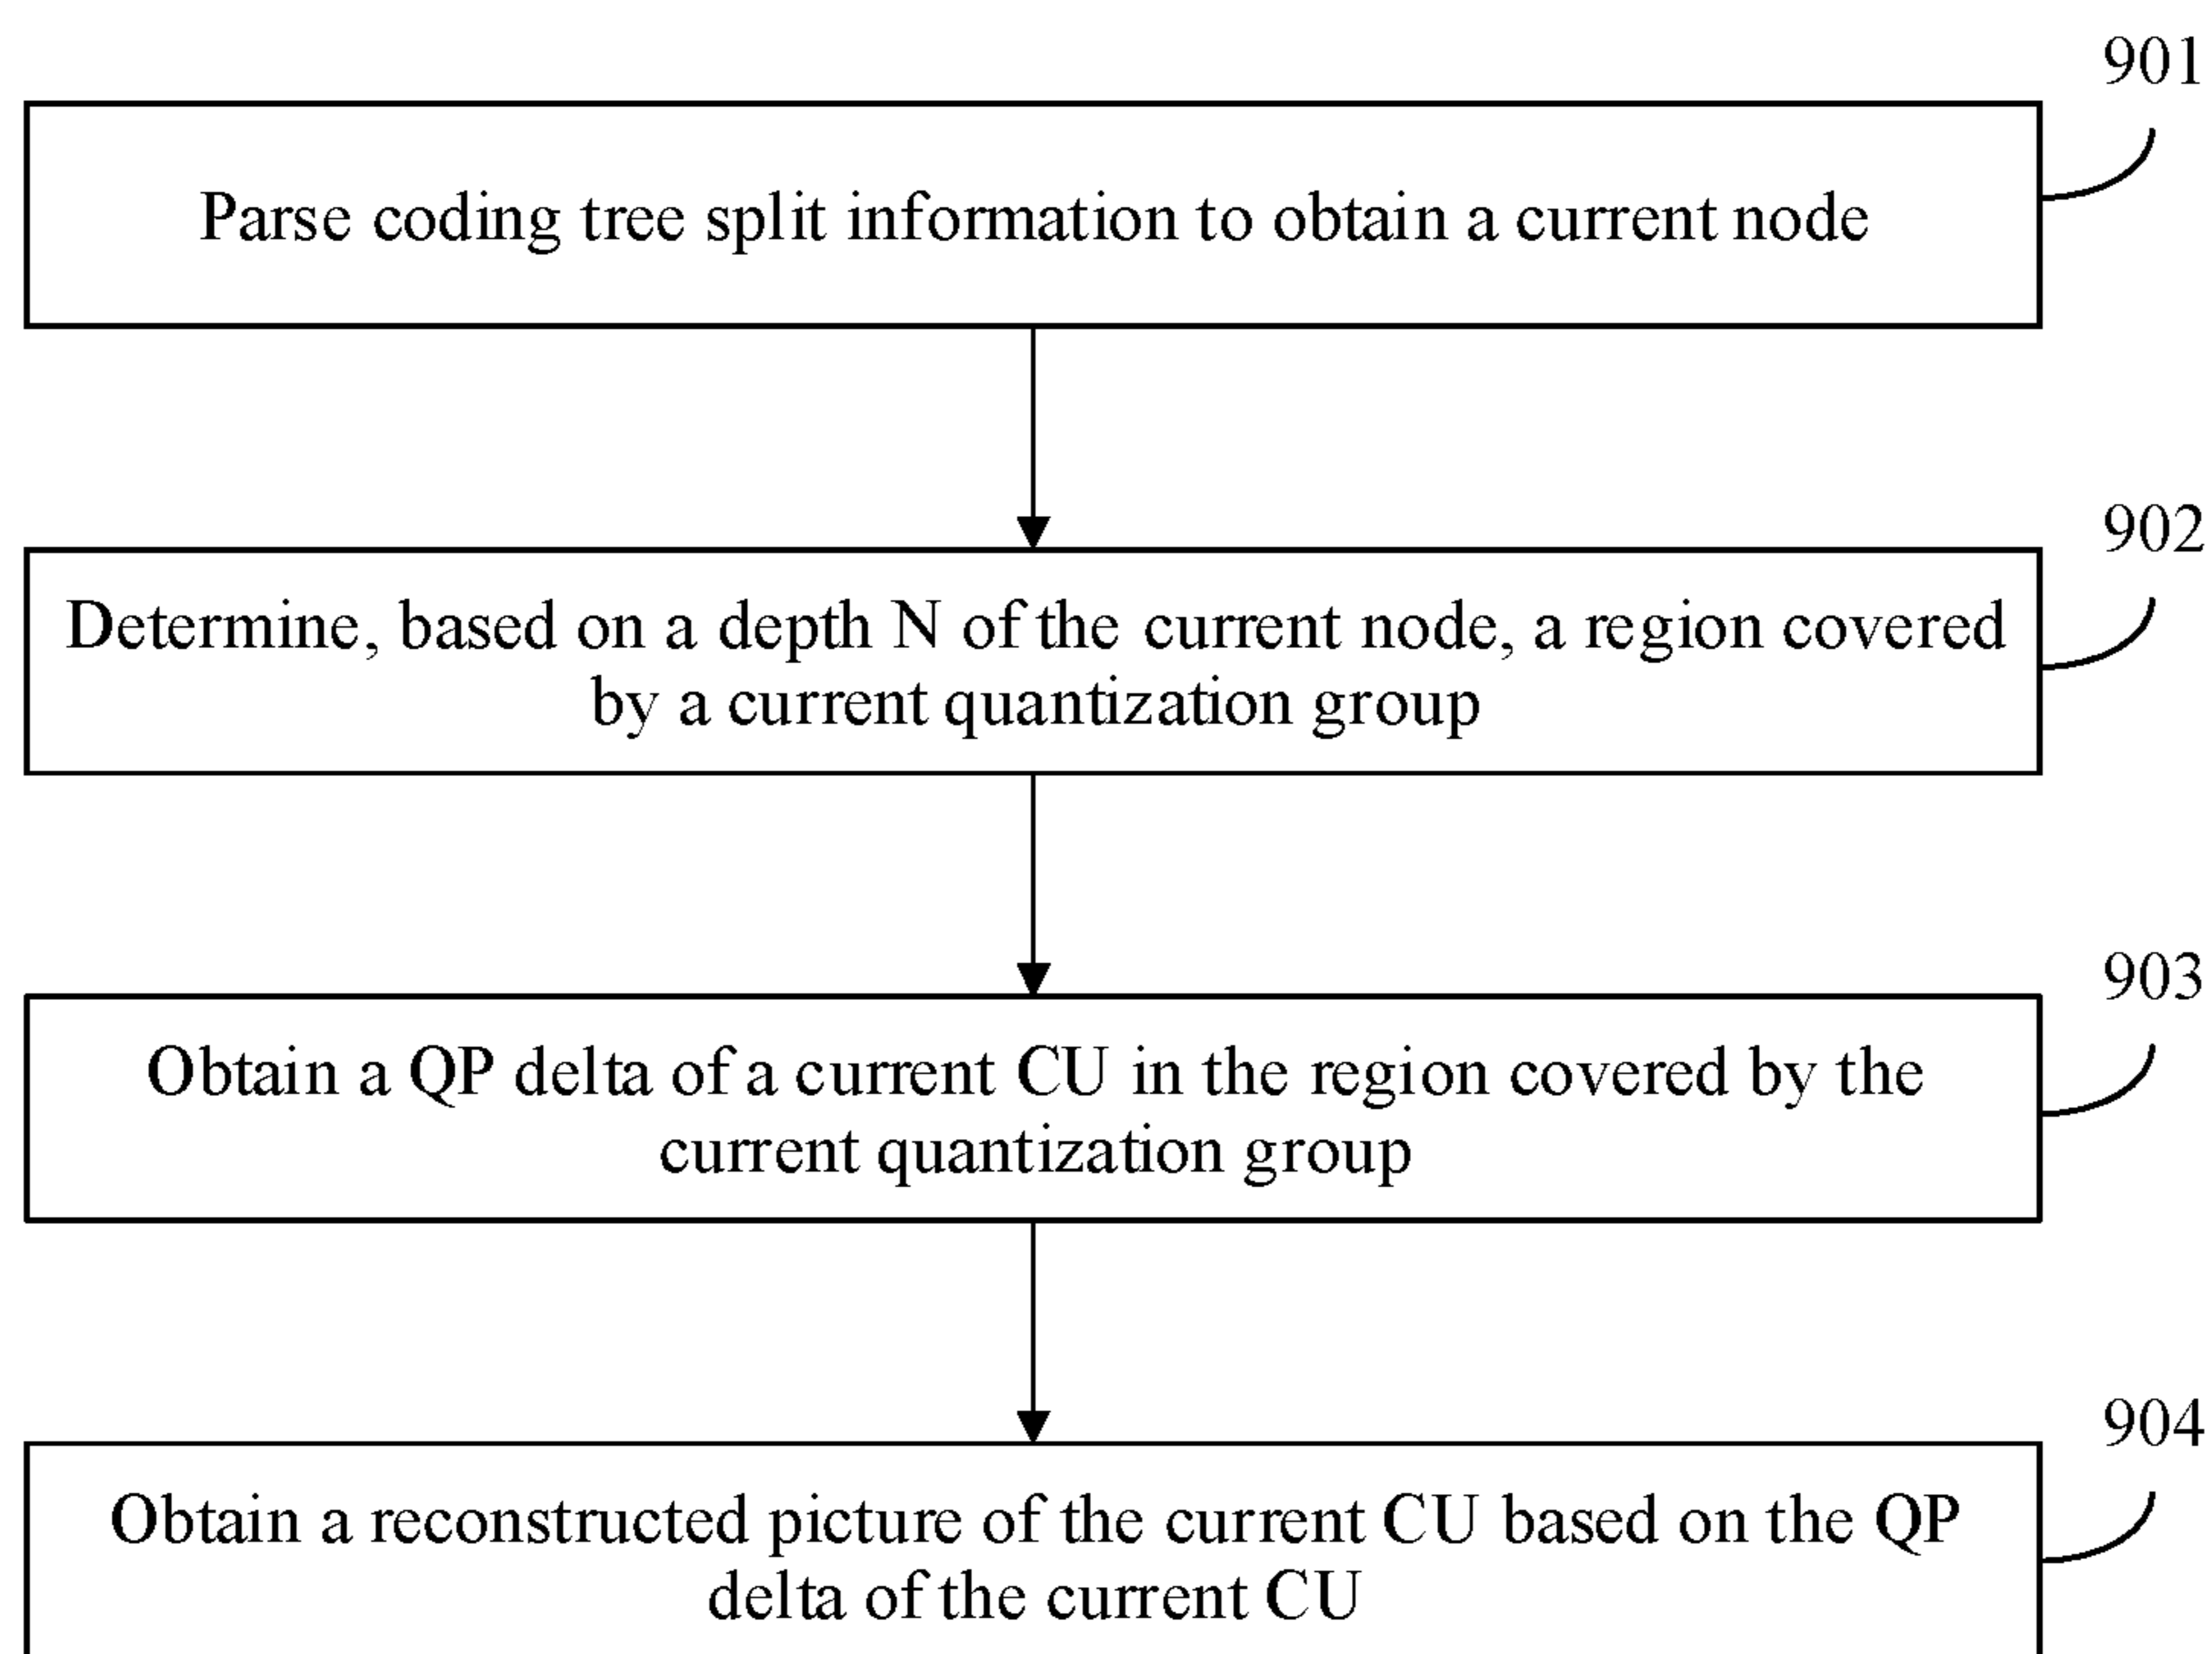 901
Parse coding tree split information to obtain a current node
902
Determine, based on a depth N of the current node, a region covered
by a current quantization group
903
Obtain a QP delta of a current CU in the region covered by the
current quantization group
904
Obtain a reconstructed picture of the current CU based on the QP
delta of the current CU